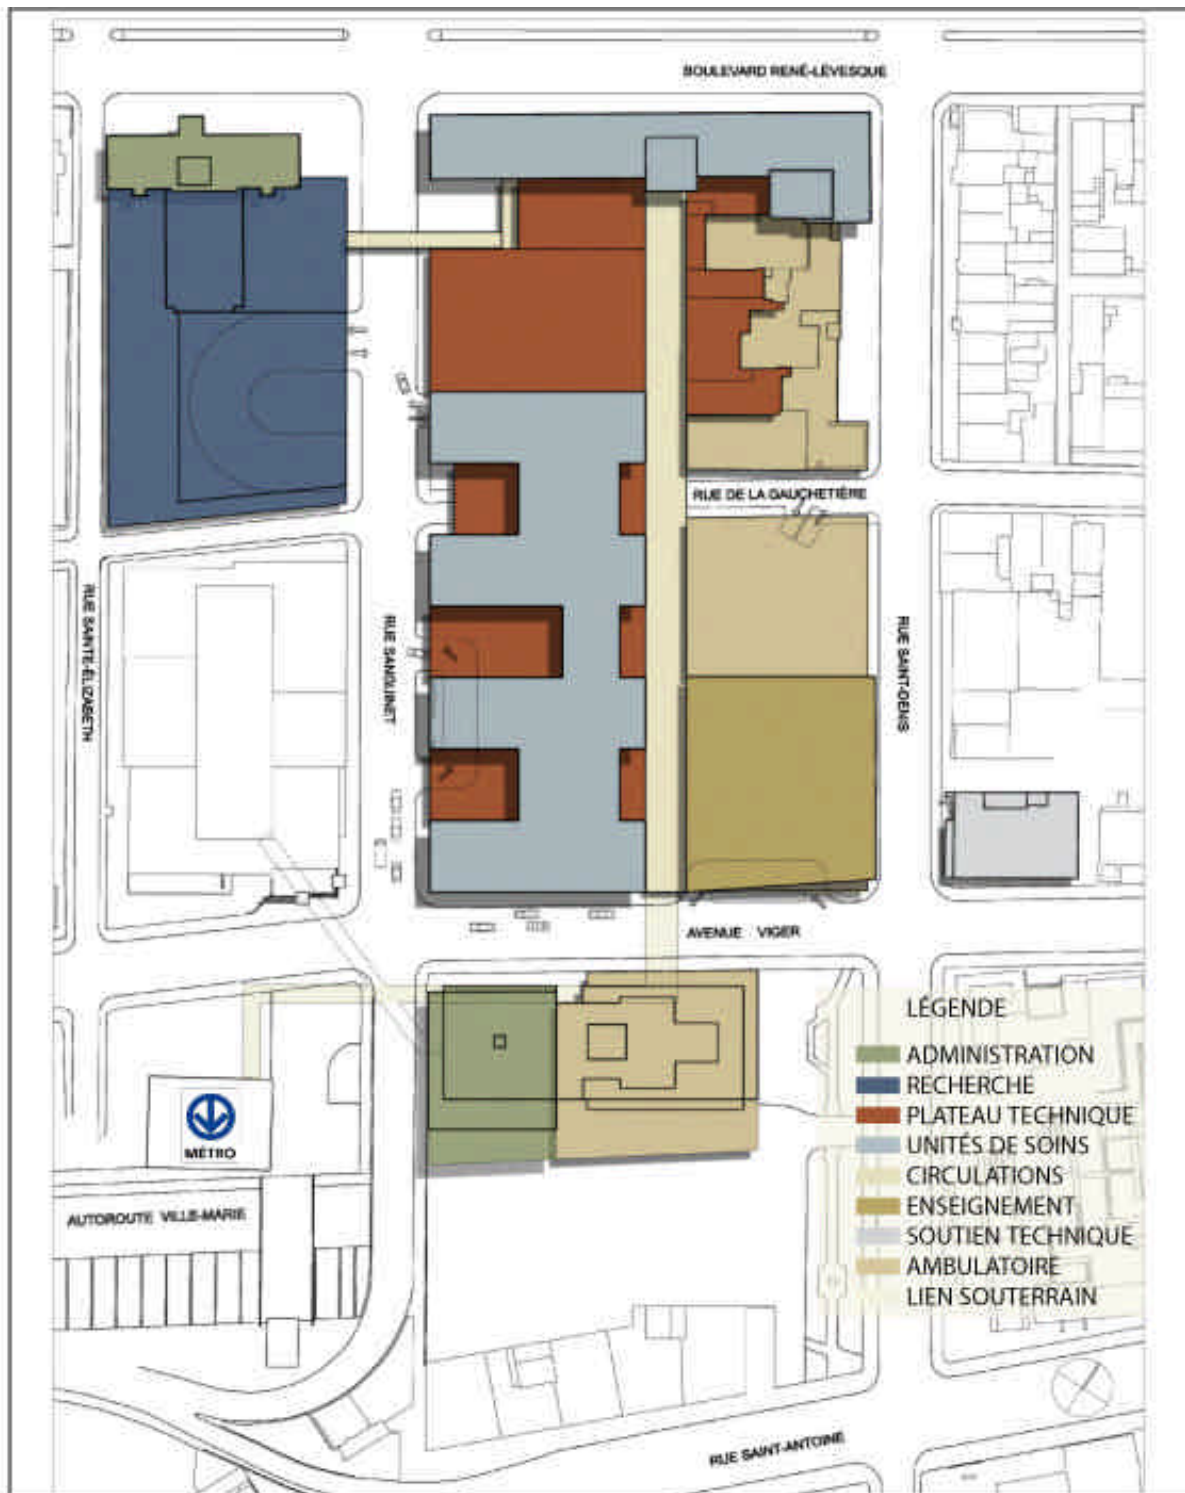 BOULEVARD RENÉ-LÉVESQUE
RUE DE LA GAUCHETIÈRE
RUE SAINTE-ÉLIZABETH
RUE SANGUINET
RUE SAINT-DENIS
AVENUE VIGER
LÉGENDE
ADMINISTRATION
RECHERCHE
PLATEAU TECHNIQUE
UNITÉS DE SOINS
CIRCULATIONS
ENSEIGNEMENT
SOUTIEN TECHNIQUE
AMBULATOIRE
LIEN SOUTERRAIN
MÉTRO
AUTOROUTE VILLE-MARIE
RUE SAINT-ANTOINE